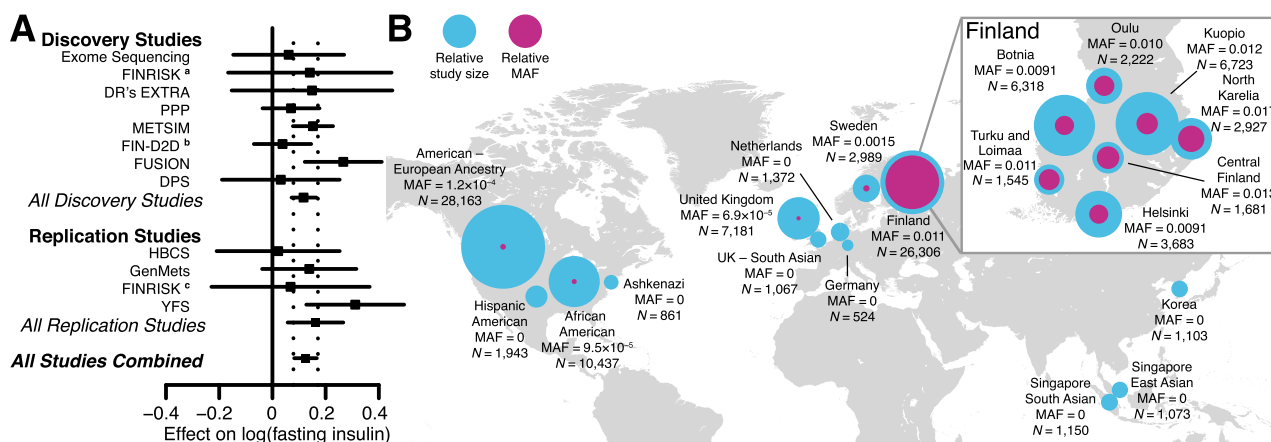 A
Discovery Studies
Exome Sequencing
FINRISK a
DR's EXTRA
PPP
METSIM
FIN-D2D b
FUSION
DPS
All Discovery Studies
Replication Studies
HBCS
GenMets
FINRISK c
YFS
All Replication Studies
All Studies Combined
−0.4
−0.2
0
0.2
0.4
Effect on log(fasting insulin)
B
Relative
study size
Relative
MAF
American –
European Ancestry
MAF = 1.2×10⁻⁴
N = 28,163
Hispanic
American
MAF = 0
N = 1,943
African
American
MAF = 9.5×10⁻⁵
N = 10,437
Ashkenazi
MAF = 0
N = 861
United Kingdom
MAF = 6.9×10⁻⁵
N = 7,181
Netherlands
MAF = 0
N = 1,372
Sweden
MAF = 0.0015
N = 2,989
UK – South Asian
MAF = 0
N = 1,067
Germany
MAF = 0
N = 524
Finland
MAF = 0.011
N = 26,306
Korea
MAF = 0
N = 1,103
Singapore
South Asian
MAF = 0
N = 1,150
Singapore
East Asian
MAF = 0
N = 1,073
Finland
Botnia
MAF = 0.0091
N = 6,318
Oulu
MAF = 0.010
N = 2,222
Kuopio
MAF = 0.012
N = 6,723
North
Karelia
MAF = 0.017
N = 2,927
Turku and
Loimaa
MAF = 0.011
N = 1,545
Central
Finland
MAF = 0.013
N = 1,681
Helsinki
MAF = 0.0091
N = 3,683